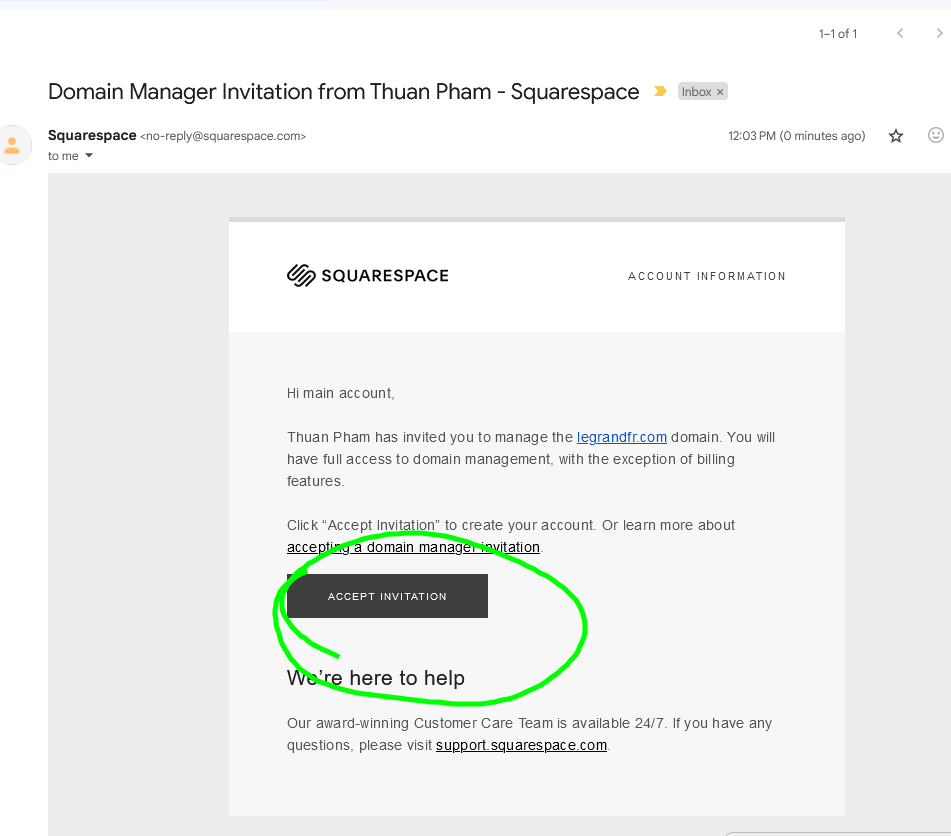 1–1 of 1
Domain Manager Invitation from Thuan Pham - Squarespace
Inbox ×
Squarespace <no-reply@squarespace.com>
12:03 PM (0 minutes ago)
to me
SQUARESPACE
ACCOUNT INFORMATION
Hi main account,
Thuan Pham has invited you to manage the legrandfr.com domain. You will
have full access to domain management, with the exception of billing
features.
Click “Accept Invitation” to create your account. Or learn more about
accepting a domain manager invitation.
ACCEPT INVITATION
We’re here to help
Our award-winning Customer Care Team is available 24/7. If you have any
questions, please visit support.squarespace.com.